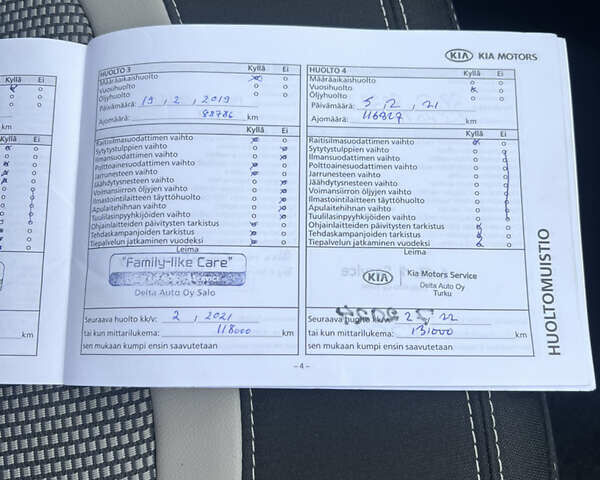 KIA KIA MOTORS
Kyllä Ei
km
Kyllä Ei
km
HUOLTO 3 Kyllä Ei
Määräaikaishuolto
Vuosihuolto
Öljyhuolto
Päivämäärä: 19 , 2 , 2019
Ajomäärä: 88786 km
Raitisilmasuodattimen vaihto
Sytytystulppien vaihto
Ilmansuodattimen vaihto
Polttoainesuodattimen vaihto
Jarrunesteen vaihto
Jäähdytysnesteen vaihto
Voimansiirron öljyjen vaihto
Ilmastointilaitteen täyttöhuolto
Apulaitehihnan vaihto
Tuulilasinpyyhkijöiden vaihto
Ohjainlaitteiden päivitysten tarkistus
Tehdaskampanjoiden tarkistus
Tiepalvelun jatkaminen vuodeksi
Leima
"Family-like Care"
Delta Auto Oy Salo
Seuraava huolto kk/v: 2 , 2021
tai kun mittarilukema: 118000 km
sen mukaan kumpi ensin saavutetaan
HUOLTO 4 Kyllä Ei
Määräaikaishuolto
Vuosihuolto
Öljyhuolto
Päivämäärä: 5, 2, 21
Ajomäärä: km
Raitisilmasuodattimen vaihto
Sytytystulppien vaihto
Ilmansuodattimen vaihto
Polttoainesuodattimen vaihto
Jarrunesteen vaihto
Jäähdytysnesteen vaihto
Voimansiirron öljyjen vaihto
Ilmastointilaitteen täyttöhuolto
Apulaitehihnan vaihto
Tuulilasinpyyhkijöiden vaihto
Ohjainlaitteiden päivitysten tarkistus
Tehdaskampanjoiden tarkistus
Tiepalvelun jatkaminen vuodeksi
Leima
KIA Kia Motors Service
Delta Auto Oy
Turku
Seuraava huolto kk/v: 2 22
tai kun mittarilukema: 131000 km
sen mukaan kumpi ensin saavutetaan
HUOLTOMUISTIO
- 4 -